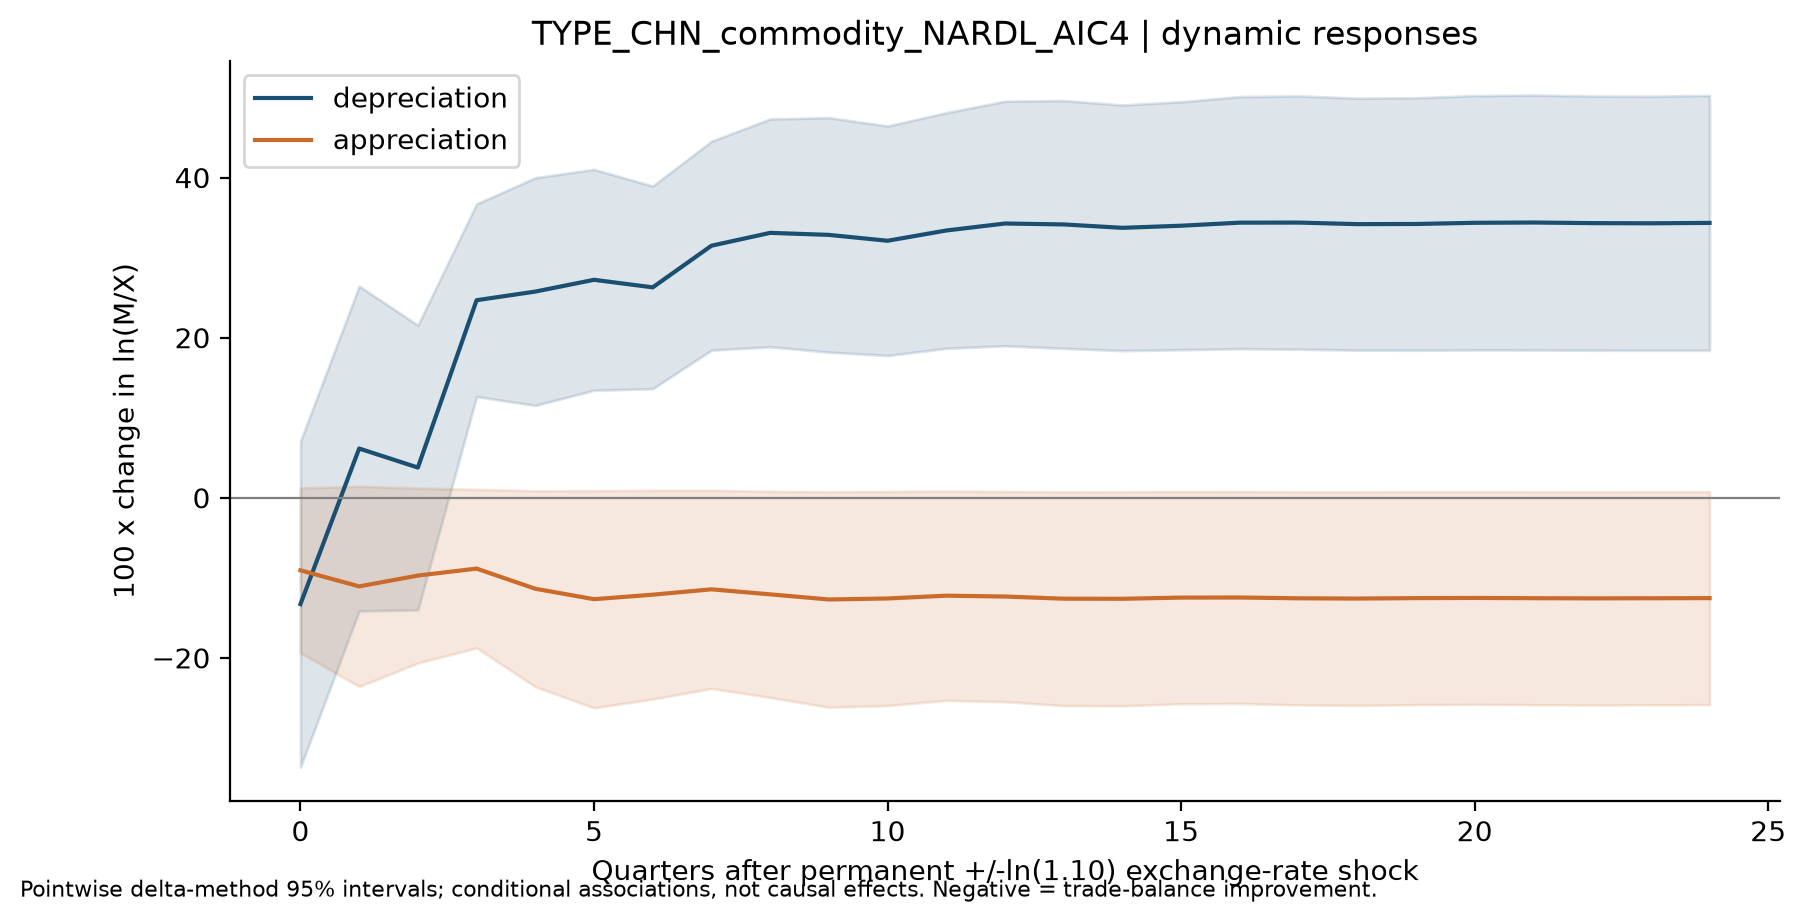 TYPE_CHN_commodity_NARDL_AIC4 | dynamic responses
depreciation
appreciation
100 x change in ln(M/X)
40
20
0
−20
0
5
10
15
20
25
Quarters after permanent +/-ln(1.10) exchange-rate shock
Pointwise delta-method 95% intervals; conditional associations, not causal effects. Negative = trade-balance improvement.